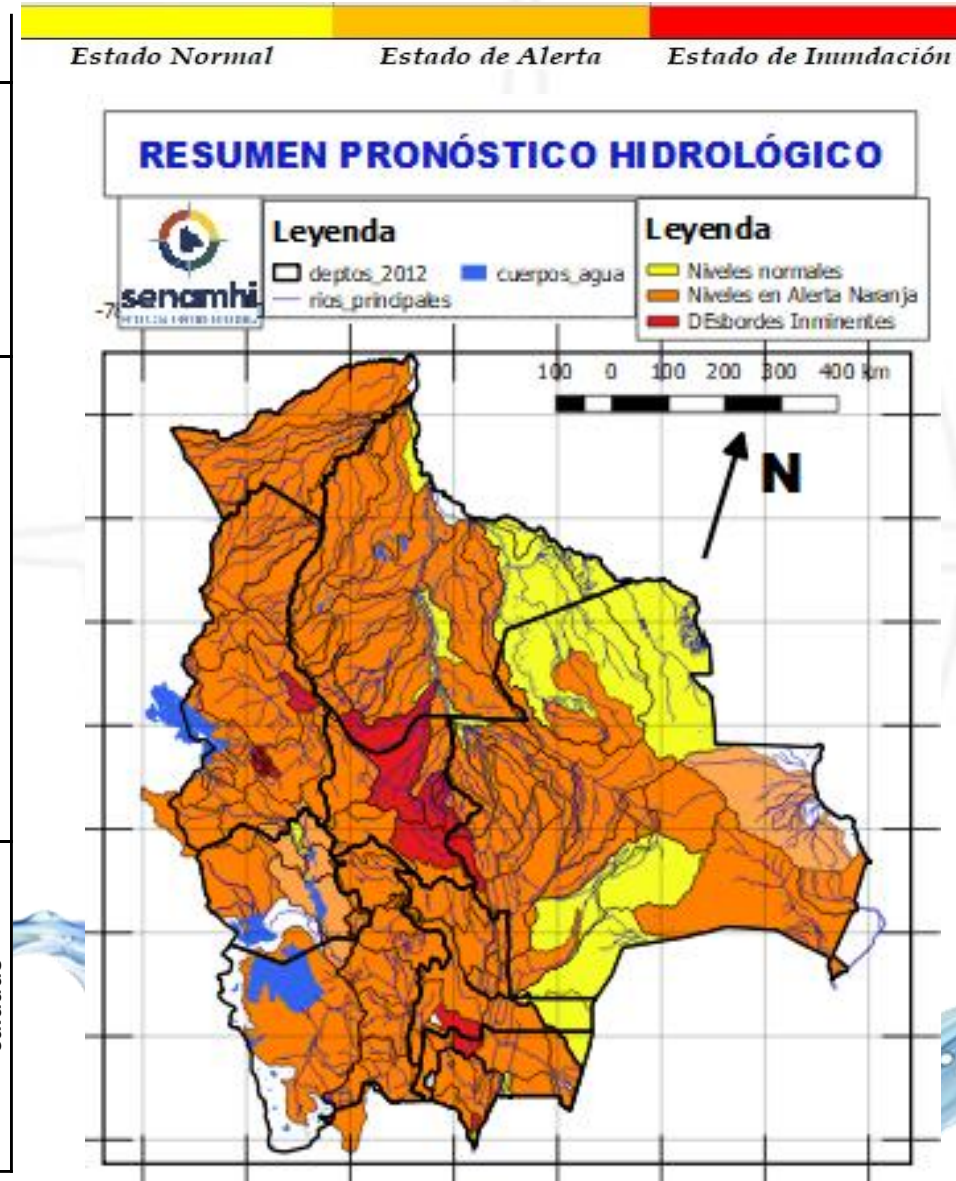 Estado Normal Estado de Alerta Estado de Inundación
RESUMEN PRONÓSTICO HIDROLÓGICO
senamhi
Leyenda
deptos_2012 cuerpos_agua
rios_principales
Leyenda
Niveles normales
Niveles en Alerta Naranja
DEsbordes Inminentes
100 0 100 200 300 400 km
N